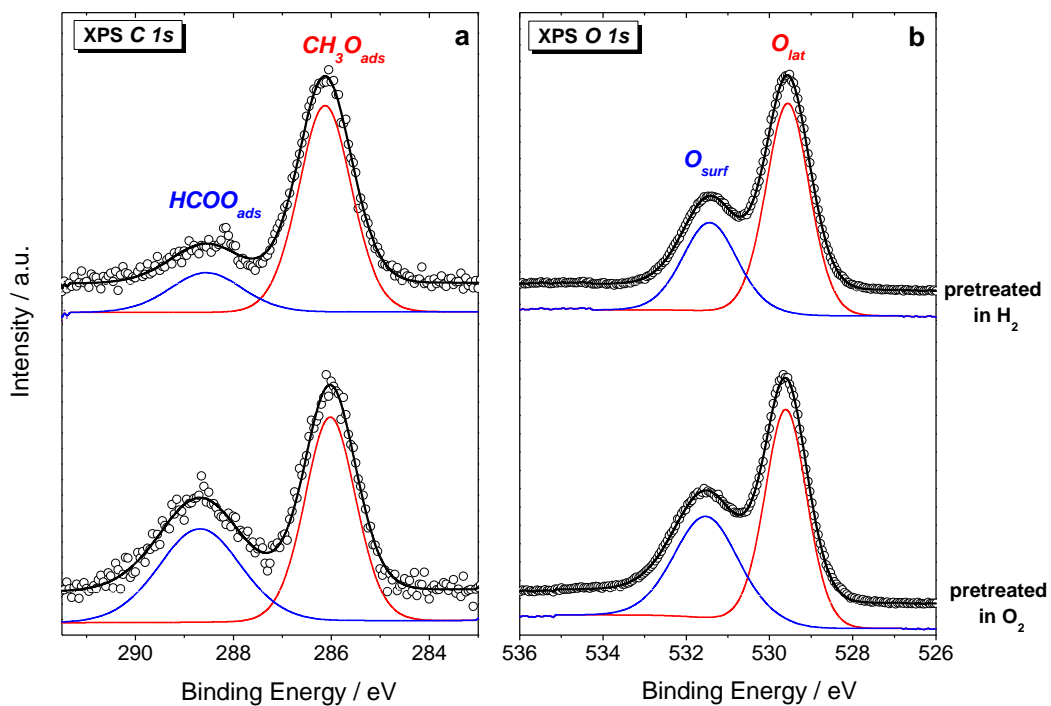 XPS C 1s
a
CH3Oads
HCOOads
XPS O 1s
b
Olat
Osurf
Intensity / a.u.
pretreated
in H2
pretreated
in O2
290
288
286
284
Binding Energy / eV
536
534
532
530
528
526
Binding Energy / eV